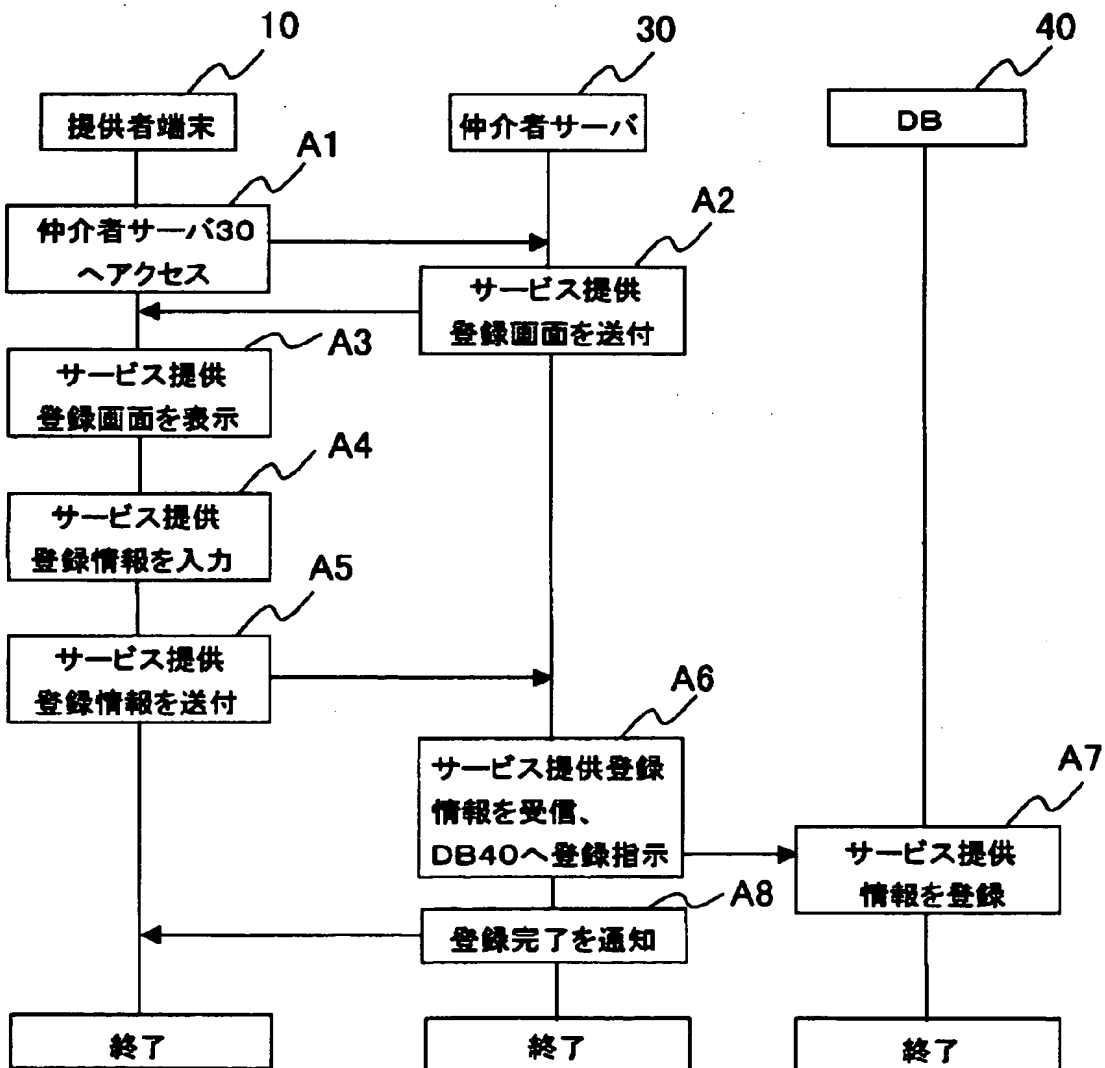 10
30
40
提供者端末
仲介者サーバ
DB
A1
仲介者サーバ30
へアクセス
A2
サービス提供
登録画面を送付
A3
サービス提供
登録画面を表示
A4
サービス提供
登録情報を入力
A5
サービス提供
登録情報を送付
A6
サービス提供登録
情報を受信、
DB40へ登録指示
A7
サービス提供
情報を登録
A8
登録完了を通知
終了
終了
終了